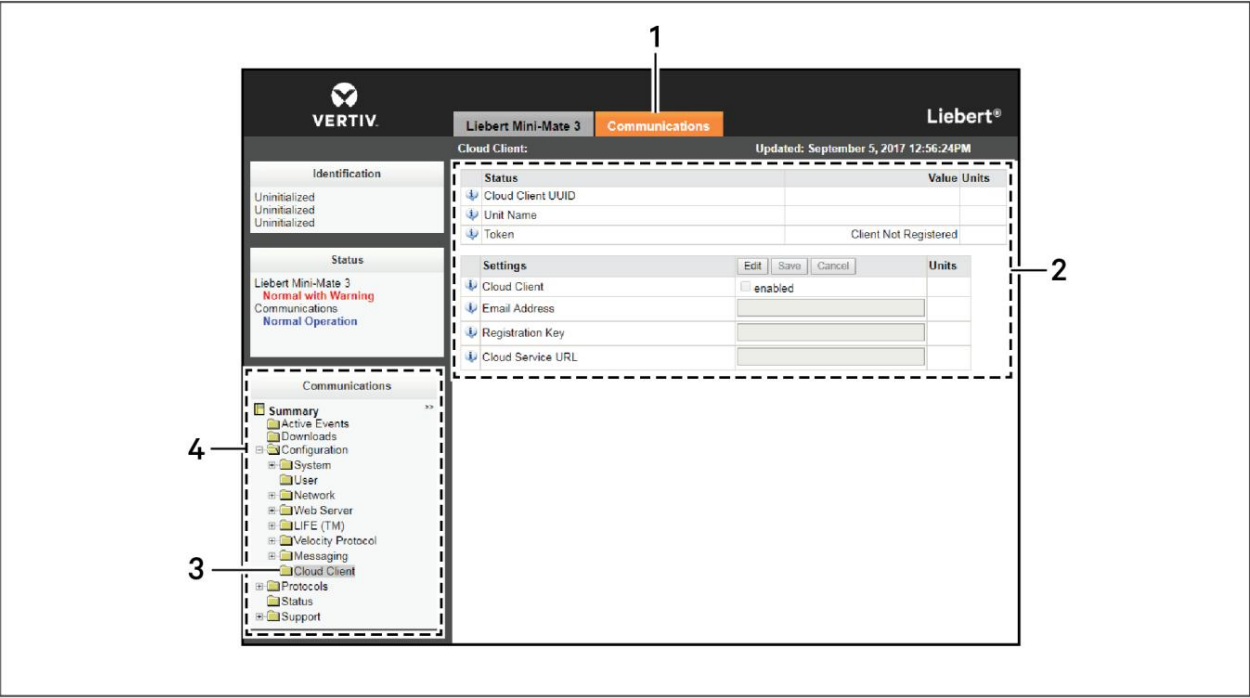 1
VERTIV.
Liebert Mini-Mate 3 Communications
Liebert®
Cloud Client: Updated: September 5, 2017 12:56:24PM
Identification
Uninitialized
Uninitialized
Uninitialized
Status
Liebert Mini-Mate 3
Normal with Warning
Communications
Normal Operation
Status Value Units
Cloud Client UUID
Unit Name
Token Client Not Registered
Settings Edit Save Cancel Units
Cloud Client enabled
Email Address
Registration Key
Cloud Service URL
2
Communications
Summary >>
Active Events
Downloads
4
Configuration
System
User
Network
Web Server
LIFE (TM)
Velocity Protocol
Messaging
3
Cloud Client
Protocols
Status
Support